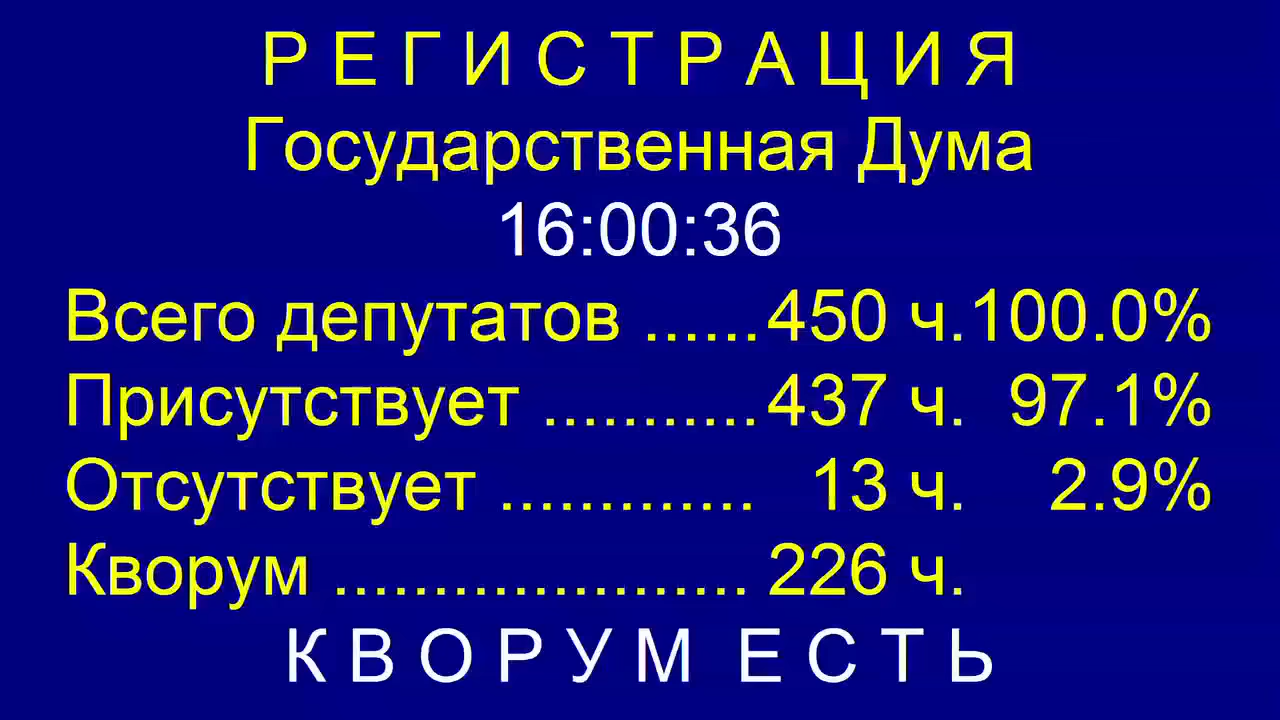 Р Е Г И С Т Р А Ц И Я
Государственная Дума
16:00:36
Всего депутатов ...... 450 ч. 100.0%
Присутствует ........... 437 ч. 97.1%
Отсутствует ............. 13 ч. 2.9%
Кворум ..................... 226 ч.
К В О Р У М Е С Т Ь